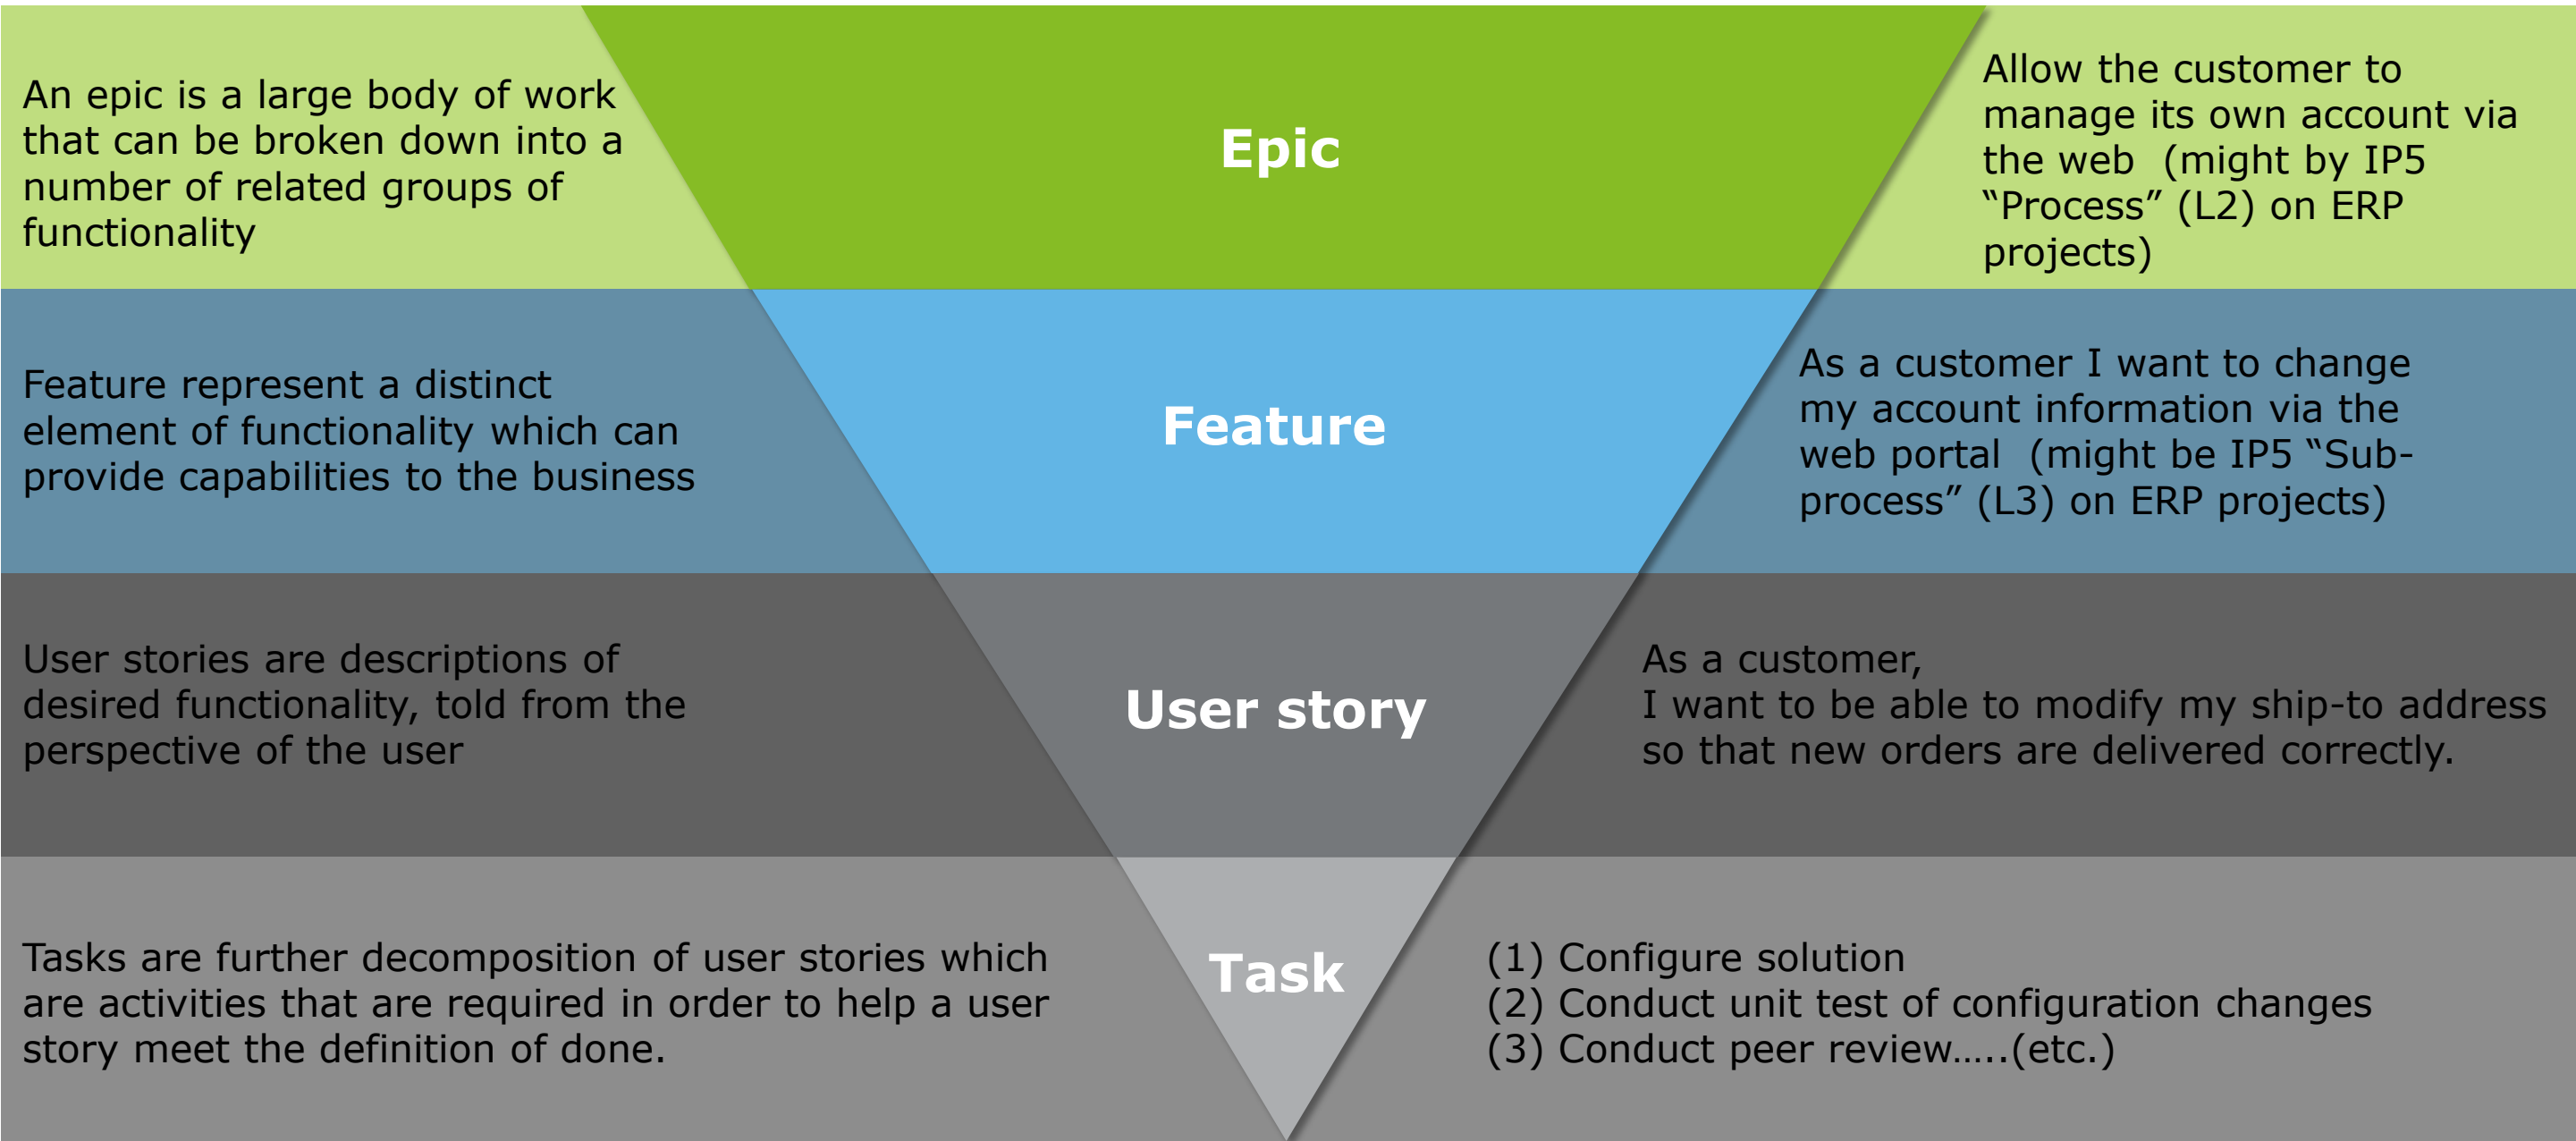 An epic is a large body of work
that can be broken down into a
number of related groups of
functionality
Epic
Allow the customer to
manage its own account via
the web  (might by IP5
“Process” (L2) on ERP
projects)
Feature represent a distinct
element of functionality which can
provide capabilities to the business
Feature
As a customer I want to change
my account information via the
web portal  (might be IP5 “Sub-
process” (L3) on ERP projects)
User stories are descriptions of
desired functionality, told from the
perspective of the user
User story
As a customer,
I want to be able to modify my ship-to address
so that new orders are delivered correctly.
Tasks are further decomposition of user stories which
are activities that are required in order to help a user
story meet the definition of done.
Task
(1) Configure solution
(2) Conduct unit test of configuration changes
(3) Conduct peer review…..(etc.)